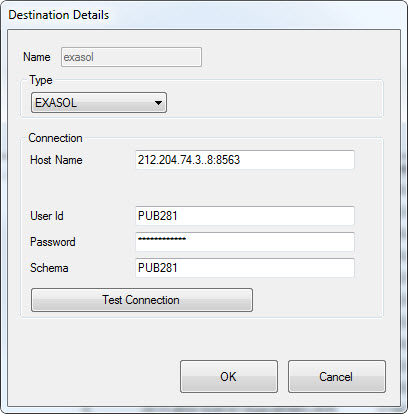 Destination Details
Name exasol
Type
EXASOL
Connection
Host Name 212.204.74.3..8:8563
User Id PUB281
Password ************
Schema PUB281
Test Connection
OK Cancel